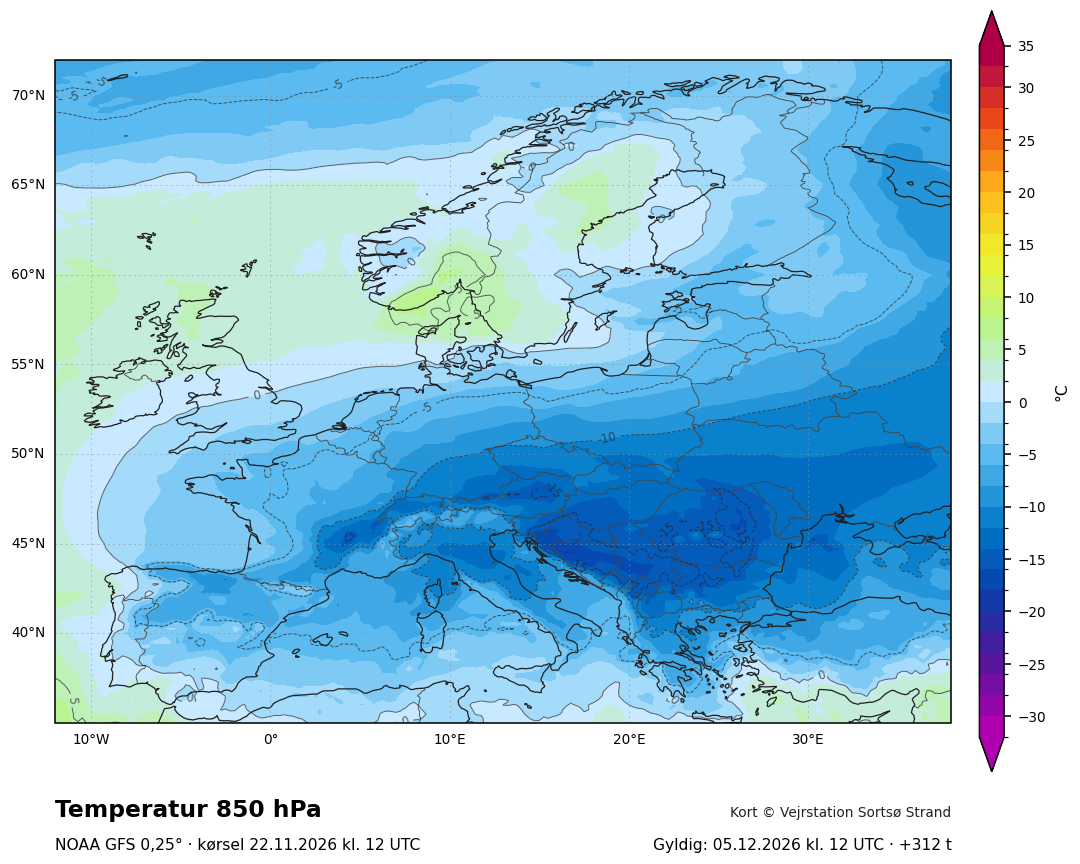 70°N
65°N
60°N
55°N
50°N
45°N
40°N
10°W 0° 10°E 20°E 30°E
35
30
25
20
15
10
5
0
−5
−10
−15
−20
−25
−30
°C
Temperatur 850 hPa
Kort © Vejrstation Sortsø Strand
NOAA GFS 0,25° · kørsel 22.11.2026 kl. 12 UTC
Gyldig: 05.12.2026 kl. 12 UTC · +312 t